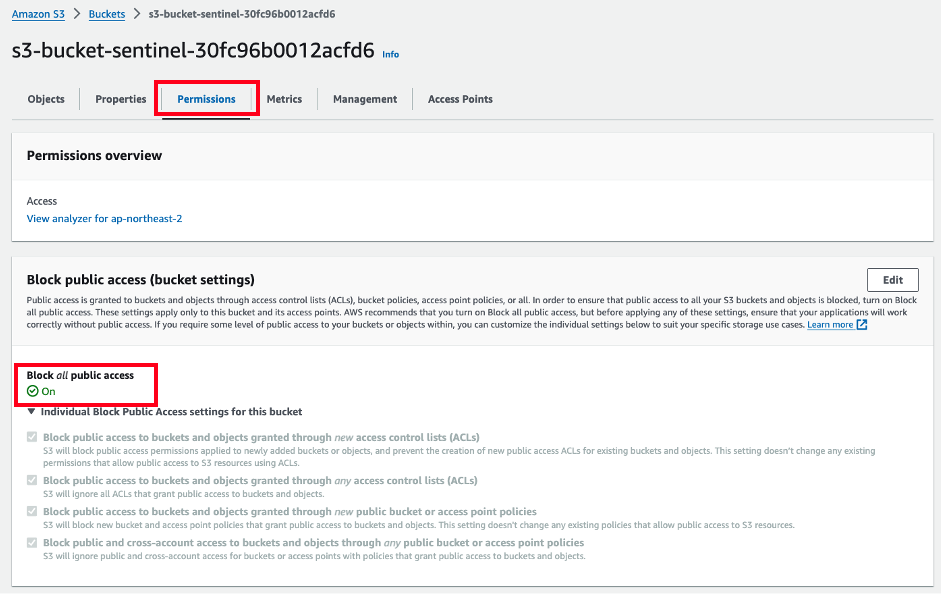 Amazon S3 > Buckets > s3-bucket-sentinel-30fc96b0012acfd6
s3-bucket-sentinel-30fc96b0012acfd6 Info
Objects Properties Permissions Metrics Management Access Points
Permissions overview
Access
View analyzer for ap-northeast-2
Block public access (bucket settings) Edit
Public access is granted to buckets and objects through access control lists (ACLs), bucket policies, access point policies, or all. In order to ensure that public access to all your S3 buckets and objects is blocked, turn on Block
all public access. These settings apply only to this bucket and its access points. AWS recommends that you turn on Block all public access, but before applying any of these settings, ensure that your applications will work
correctly without public access. If you require some level of public access to your buckets or objects within, you can customize the individual settings below to suit your specific storage use cases. Learn more
Block all public access
On
Individual Block Public Access settings for this bucket
Block public access to buckets and objects granted through new access control lists (ACLs)
S3 will block public access permissions applied to newly added buckets or objects, and prevent the creation of new public access ACLs for existing buckets and objects. This setting doesn't change any existing
permissions that allow public access to S3 resources using ACLs.
Block public access to buckets and objects granted through any access control lists (ACLs)
S3 will ignore all ACLs that grant public access to buckets and objects.
Block public access to buckets and objects granted through new public bucket or access point policies
S3 will block new bucket and access point policies that grant public access to buckets and objects. This setting doesn't change any existing policies that allow public access to S3 resources.
Block public and cross-account access to buckets and objects through any public bucket or access point policies
S3 will ignore public and cross-account access for buckets or access points with policies that grant public access to buckets and objects.